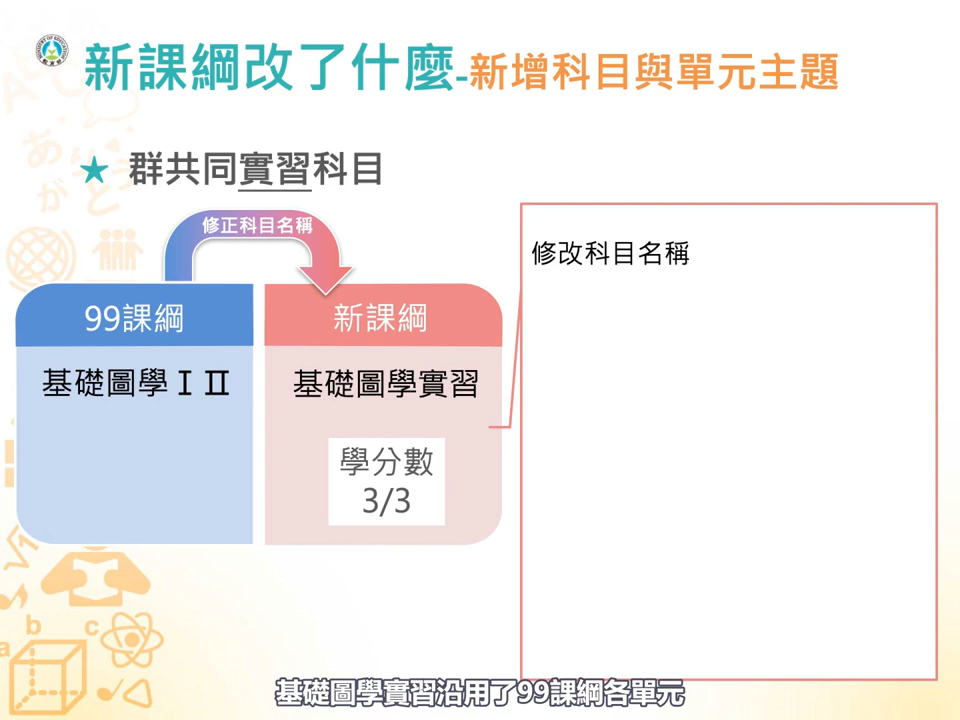 新課綱改了什麼-新增科目與單元主題
★ 群共同實習科目
修正科目名稱
99課綱
新課綱
基礎圖學ⅠⅡ
基礎圖學實習
學分數
3/3
修改科目名稱
基礎圖學實習沿用了99課綱各單元